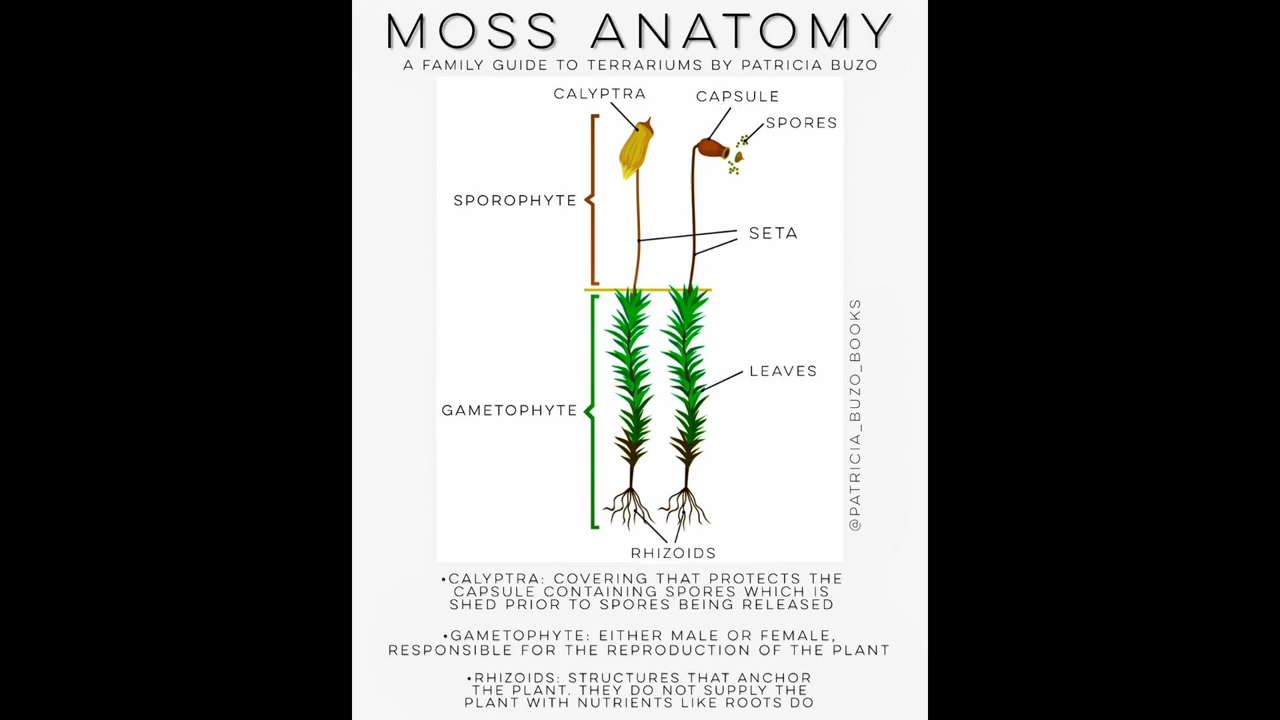 MOSS ANATOMY
A FAMILY GUIDE TO TERRARIUMS BY PATRICIA BUZO
CALYPTRA
CAPSULE
SPORES
SPOROPHYTE
SETA
LEAVES
GAMETOPHYTE
RHIZOIDS
@PATRICIA_BUZO_BOOKS
•CALYPTRA: COVERING THAT PROTECTS THE
CAPSULE CONTAINING SPORES WHICH IS
SHED PRIOR TO SPORES BEING RELEASED
•GAMETOPHYTE: EITHER MALE OR FEMALE,
RESPONSIBLE FOR THE REPRODUCTION OF THE PLANT
•RHIZOIDS: STRUCTURES THAT ANCHOR
THE PLANT. THEY DO NOT SUPPLY THE
PLANT WITH NUTRIENTS LIKE ROOTS DO